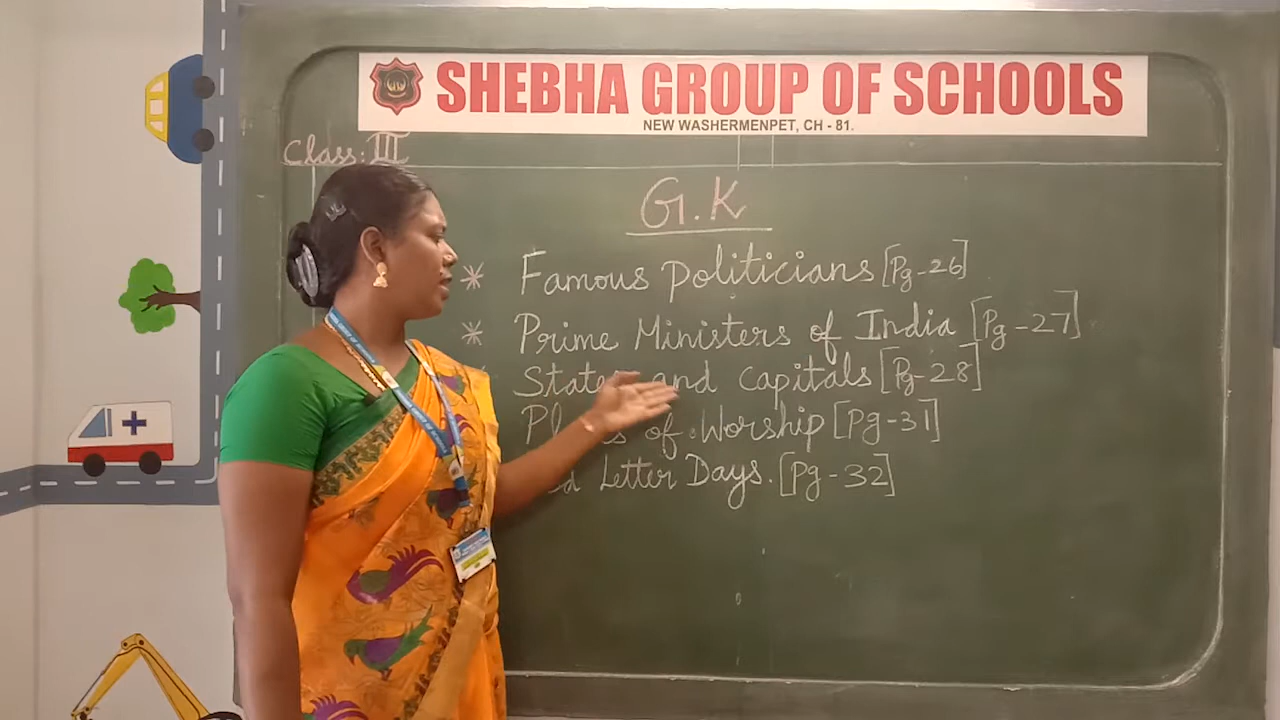 SHEBHA GROUP OF SCHOOLS
NEW WASHERMENPET, CH - 81.
Class: III
G.K
* Famous Politicians [Pg-26]
* Prime Ministers of India [Pg-27]
States and Capitals [Pg-28]
of Worship [Pg-31]
Letter Days. [Pg-32]